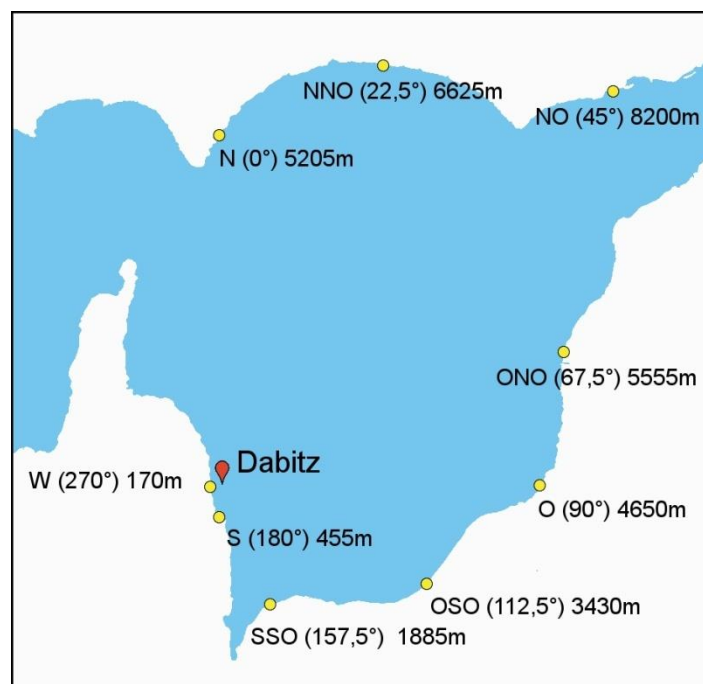 NNO (22,5°) 6625m
NO (45°) 8200m
N (0°) 5205m
ONO (67,5°) 5555m
Dabitz
W (270°) 170m
O (90°) 4650m
S (180°) 455m
OSO (112,5°) 3430m
SSO (157,5°) 1885m